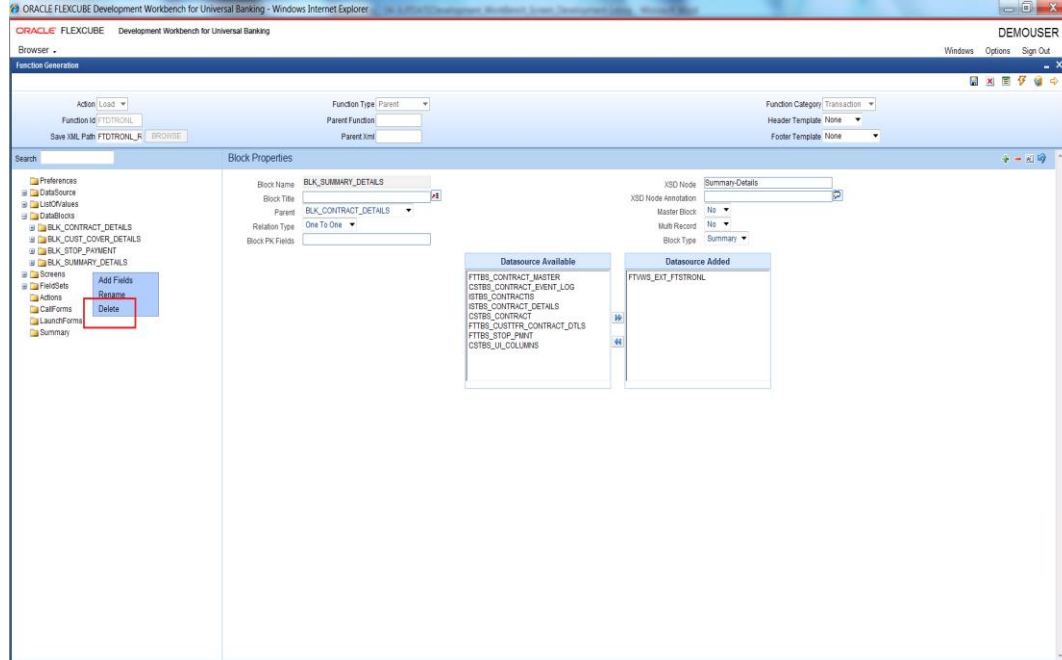 ORACLE FLEXCUBE Development Workbench for Universal Banking - Windows Internet Explorer
ORACLE FLEXCUBE Development Workbench for Universal Banking
DEMOUSER
Browser
Windows Options Sign Out
Function Generation
Action Load
Function Type Parent
Function Category Transaction
Function Id FTDTRONL
Parent Function
Header Template None
Save XML Path FTDTRONL_R BROWSE
Parent Xml
Footer Template None
Search
Block Properties
Preferences
DataSource
ListOfValues
DataBlocks
BLK_CONTRACT_DETAILS
BLK_CUST_COVER_DETAILS
BLK_STOP_PAYMENT
BLK_SUMMARY_DETAILS
Screens
FieldSets
Actions
CallForms
LaunchForms
Summary
Add Fields
Rename
Delete
Block Name BLK_SUMMARY_DETAILS
XSD Node Summary-Details
Block Title
XSD Node Annotation
Parent BLK_CONTRACT_DETAILS
Master Block No
Relation Type One To One
Multi Record No
Block PK Fields
Block Type Summary
Datasource Available
FTTBS_CONTRACT_MASTER
CSTBS_CONTRACT_EVENT_LOG
ISTBS_CONTRACTIS
ISTBS_CONTRACT_DETAILS
CSTBS_CONTRACT
FTTBS_CUSTTFR_CONTRACT_DTLS
FTTBS_STOP_PMNT
CSTBS_UI_COLUMNS
Datasource Added
FTVWS_EXT_FTSTRONL